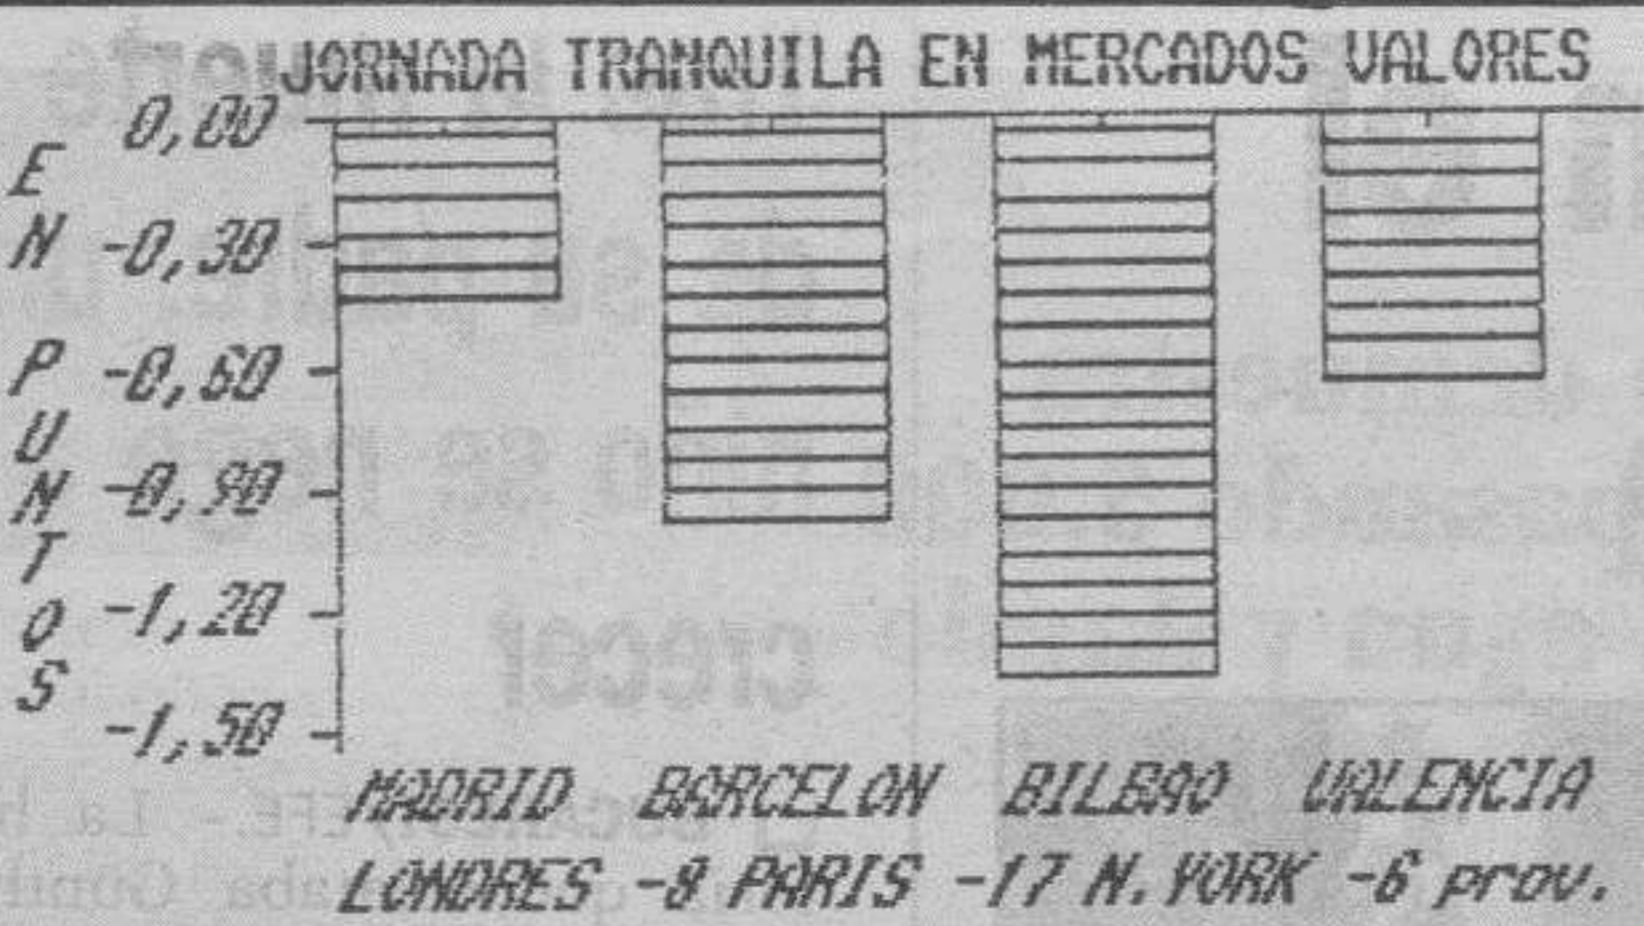 JORNADA TRANQUILA EN MERCADOS VALORES
EN PUNTOS
0,00
-0,30
-0,60
-0,90
-1,20
-1,50
MADRID BARCELON BILBAO VALENCIA
LONDRES -8 PARIS -17 N.YORK -6 prov.
crecer